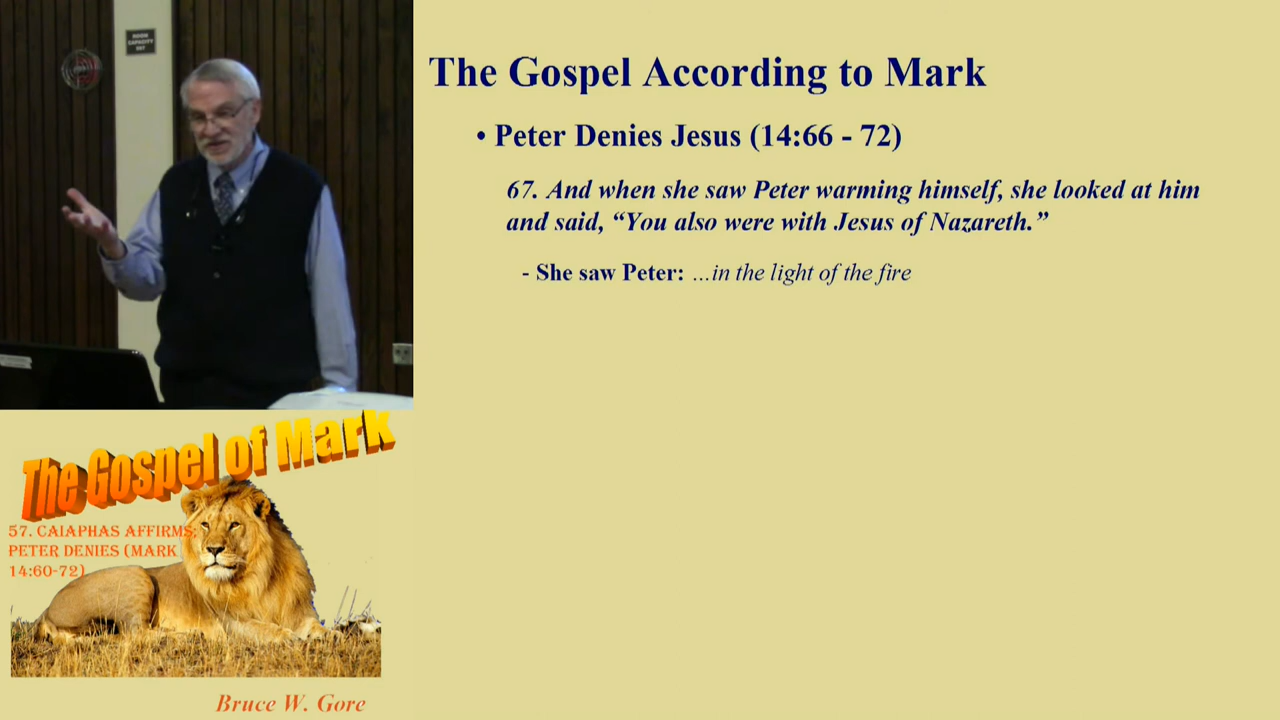 ROOM
CAPACITY
The Gospel According to Mark
• Peter Denies Jesus (14:66 - 72)
67. And when she saw Peter warming himself, she looked at him
and said, “You also were with Jesus of Nazareth.”
- She saw Peter: ...in the light of the fire
The Gospel of Mark
57. CAIAPHAS AFFIRMS;
PETER DENIES (MARK
14:60-72)
Bruce W. Gore